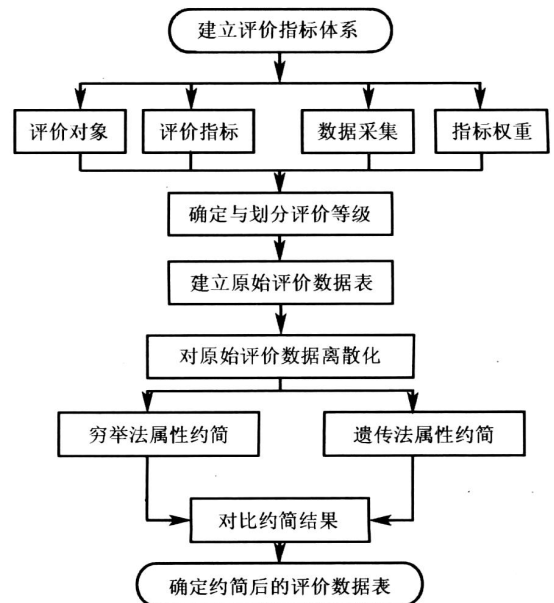 建立评价指标体系
评价对象
评价指标
数据采集
指标权重
确定与划分评价等级
建立原始评价数据表
对原始评价数据离散化
穷举法属性约简
遗传法属性约简
对比约简结果
确定约简后的评价数据表